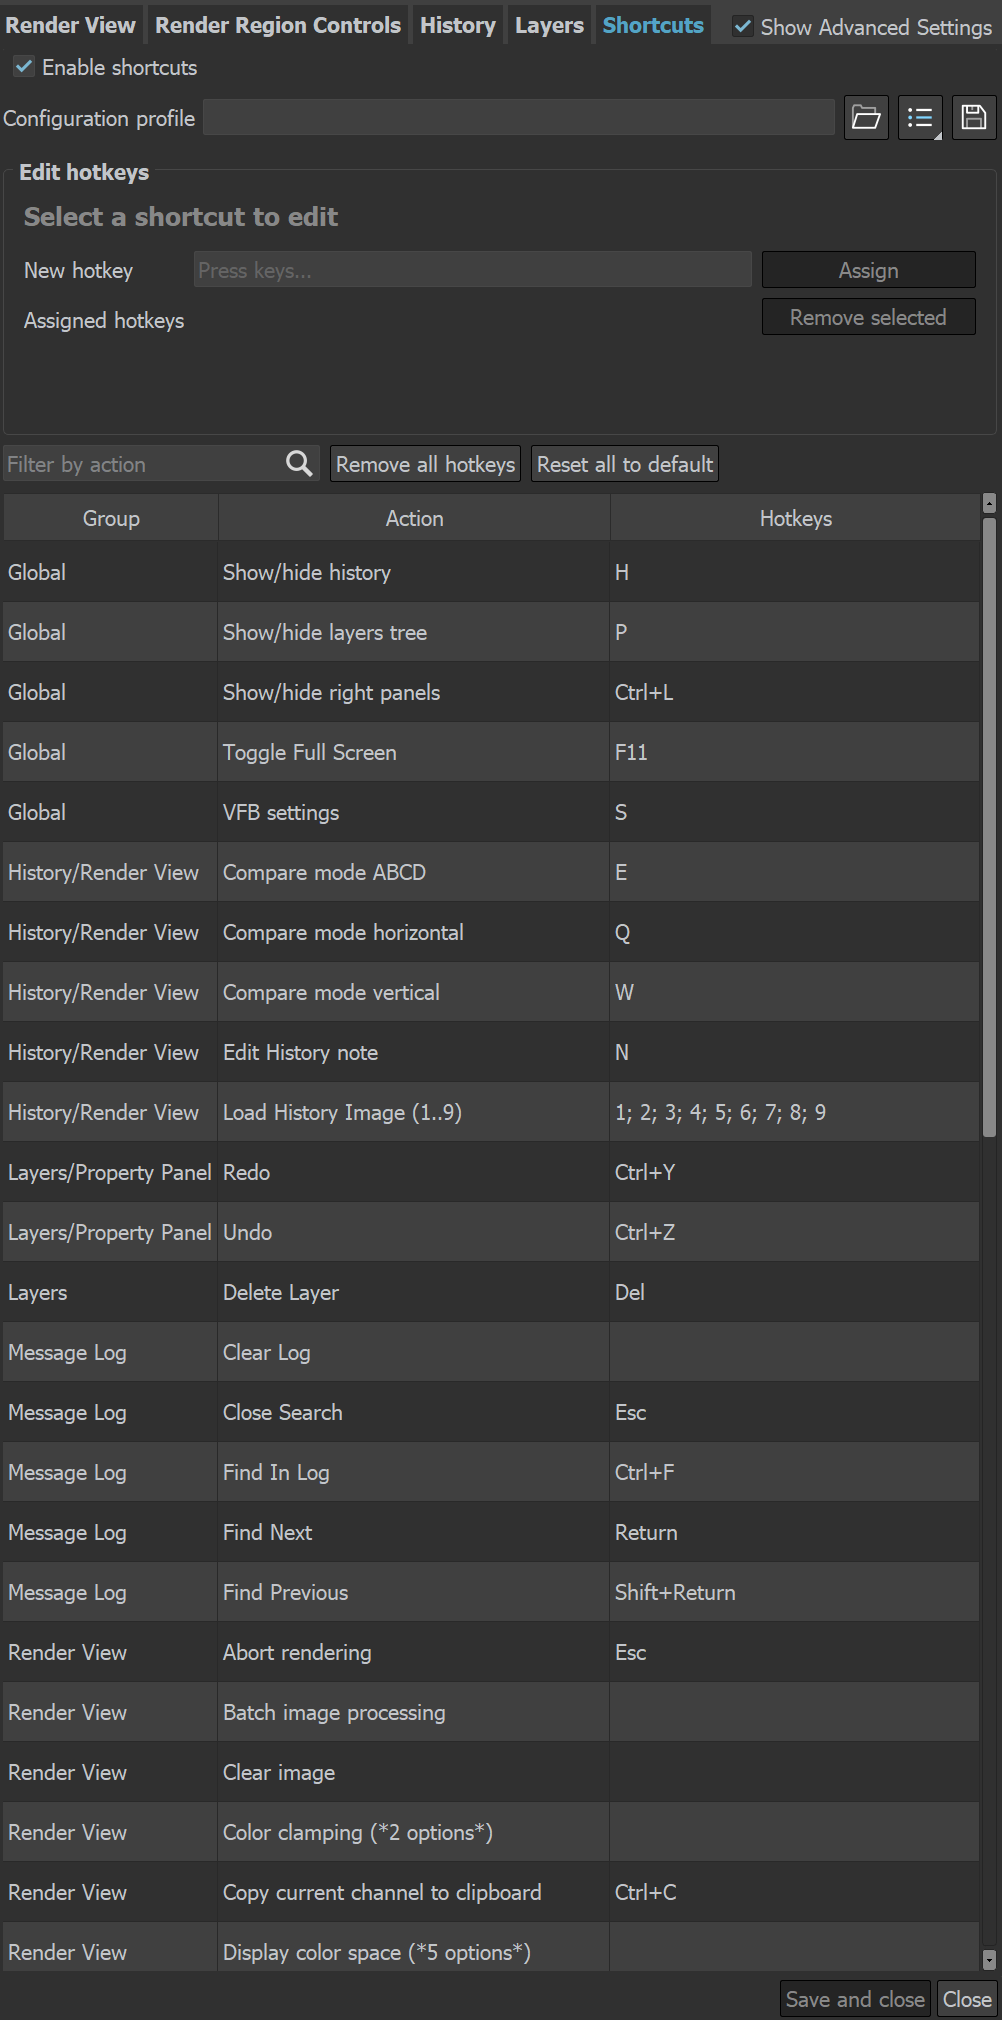 Render View Render Region Controls History Layers Shortcuts Show Advanced Settings
Enable shortcuts
Configuration profile
Edit hotkeys
Select a shortcut to edit
New hotkey Press keys... Assign
Assigned hotkeys Remove selected
Filter by action Remove all hotkeys Reset all to default
Group Action Hotkeys
Global Show/hide history H
Global Show/hide layers tree P
Global Show/hide right panels Ctrl+L
Global Toggle Full Screen F11
Global VFB settings S
History/Render View Compare mode ABCD E
History/Render View Compare mode horizontal Q
History/Render View Compare mode vertical W
History/Render View Edit History note N
History/Render View Load History Image (1..9) 1; 2; 3; 4; 5; 6; 7; 8; 9
Layers/Property Panel Redo Ctrl+Y
Layers/Property Panel Undo Ctrl+Z
Layers Delete Layer Del
Message Log Clear Log
Message Log Close Search Esc
Message Log Find In Log Ctrl+F
Message Log Find Next Return
Message Log Find Previous Shift+Return
Render View Abort rendering Esc
Render View Batch image processing
Render View Clear image
Render View Color clamping (*2 options*)
Render View Copy current channel to clipboard Ctrl+C
Render View Display color space (*5 options*)
Save and close Close